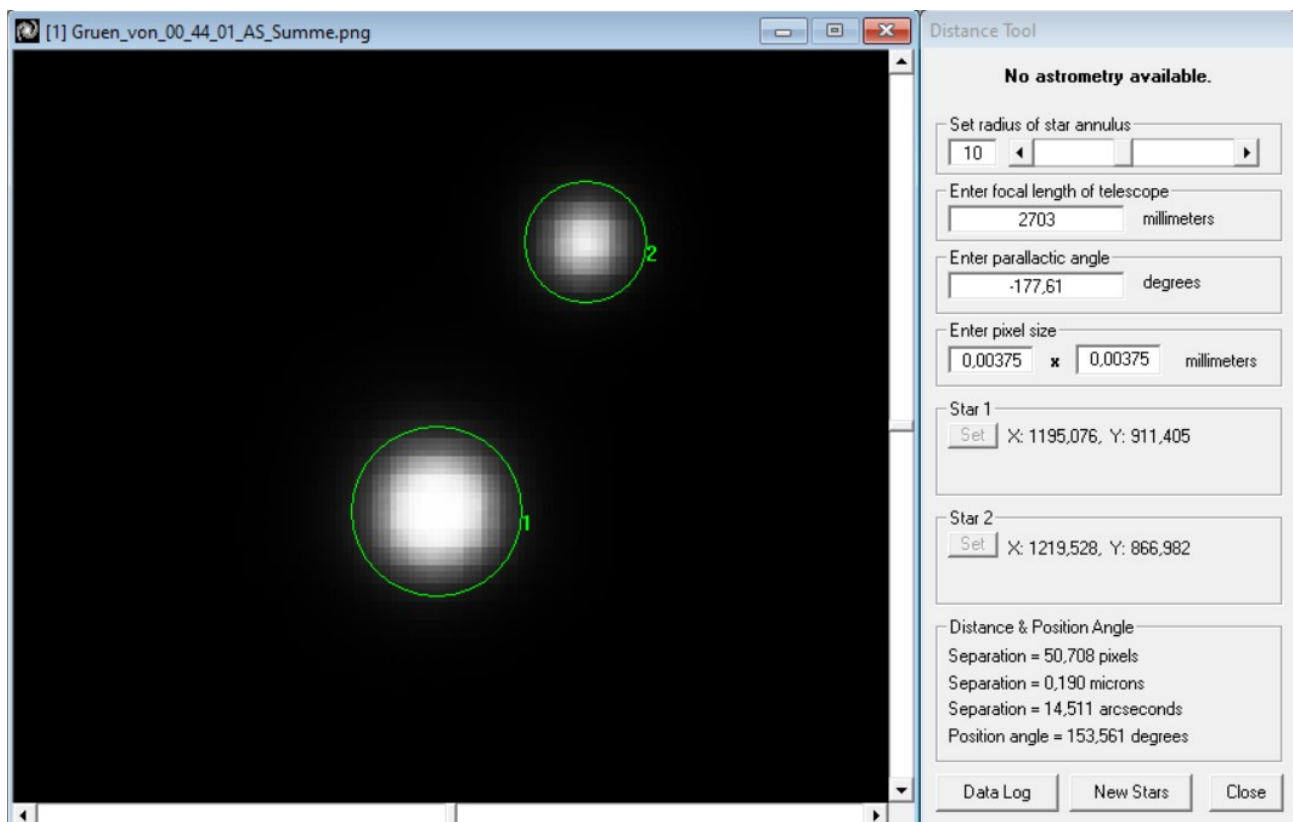 [1] Gruen_von_00_44_01_AS_Summe.png
2
1
Distance Tool
No astrometry available.
Set radius of star annulus
10
Enter focal length of telescope
2703 millimeters
Enter parallactic angle
-177,61 degrees
Enter pixel size
0,00375 x 0,00375 millimeters
Star 1
Set X: 1195,076, Y: 911,405
Star 2
Set X: 1219,528, Y: 866,982
Distance & Position Angle
Separation = 50,708 pixels
Separation = 0,190 microns
Separation = 14,511 arcseconds
Position angle = 153,561 degrees
Data Log New Stars Close